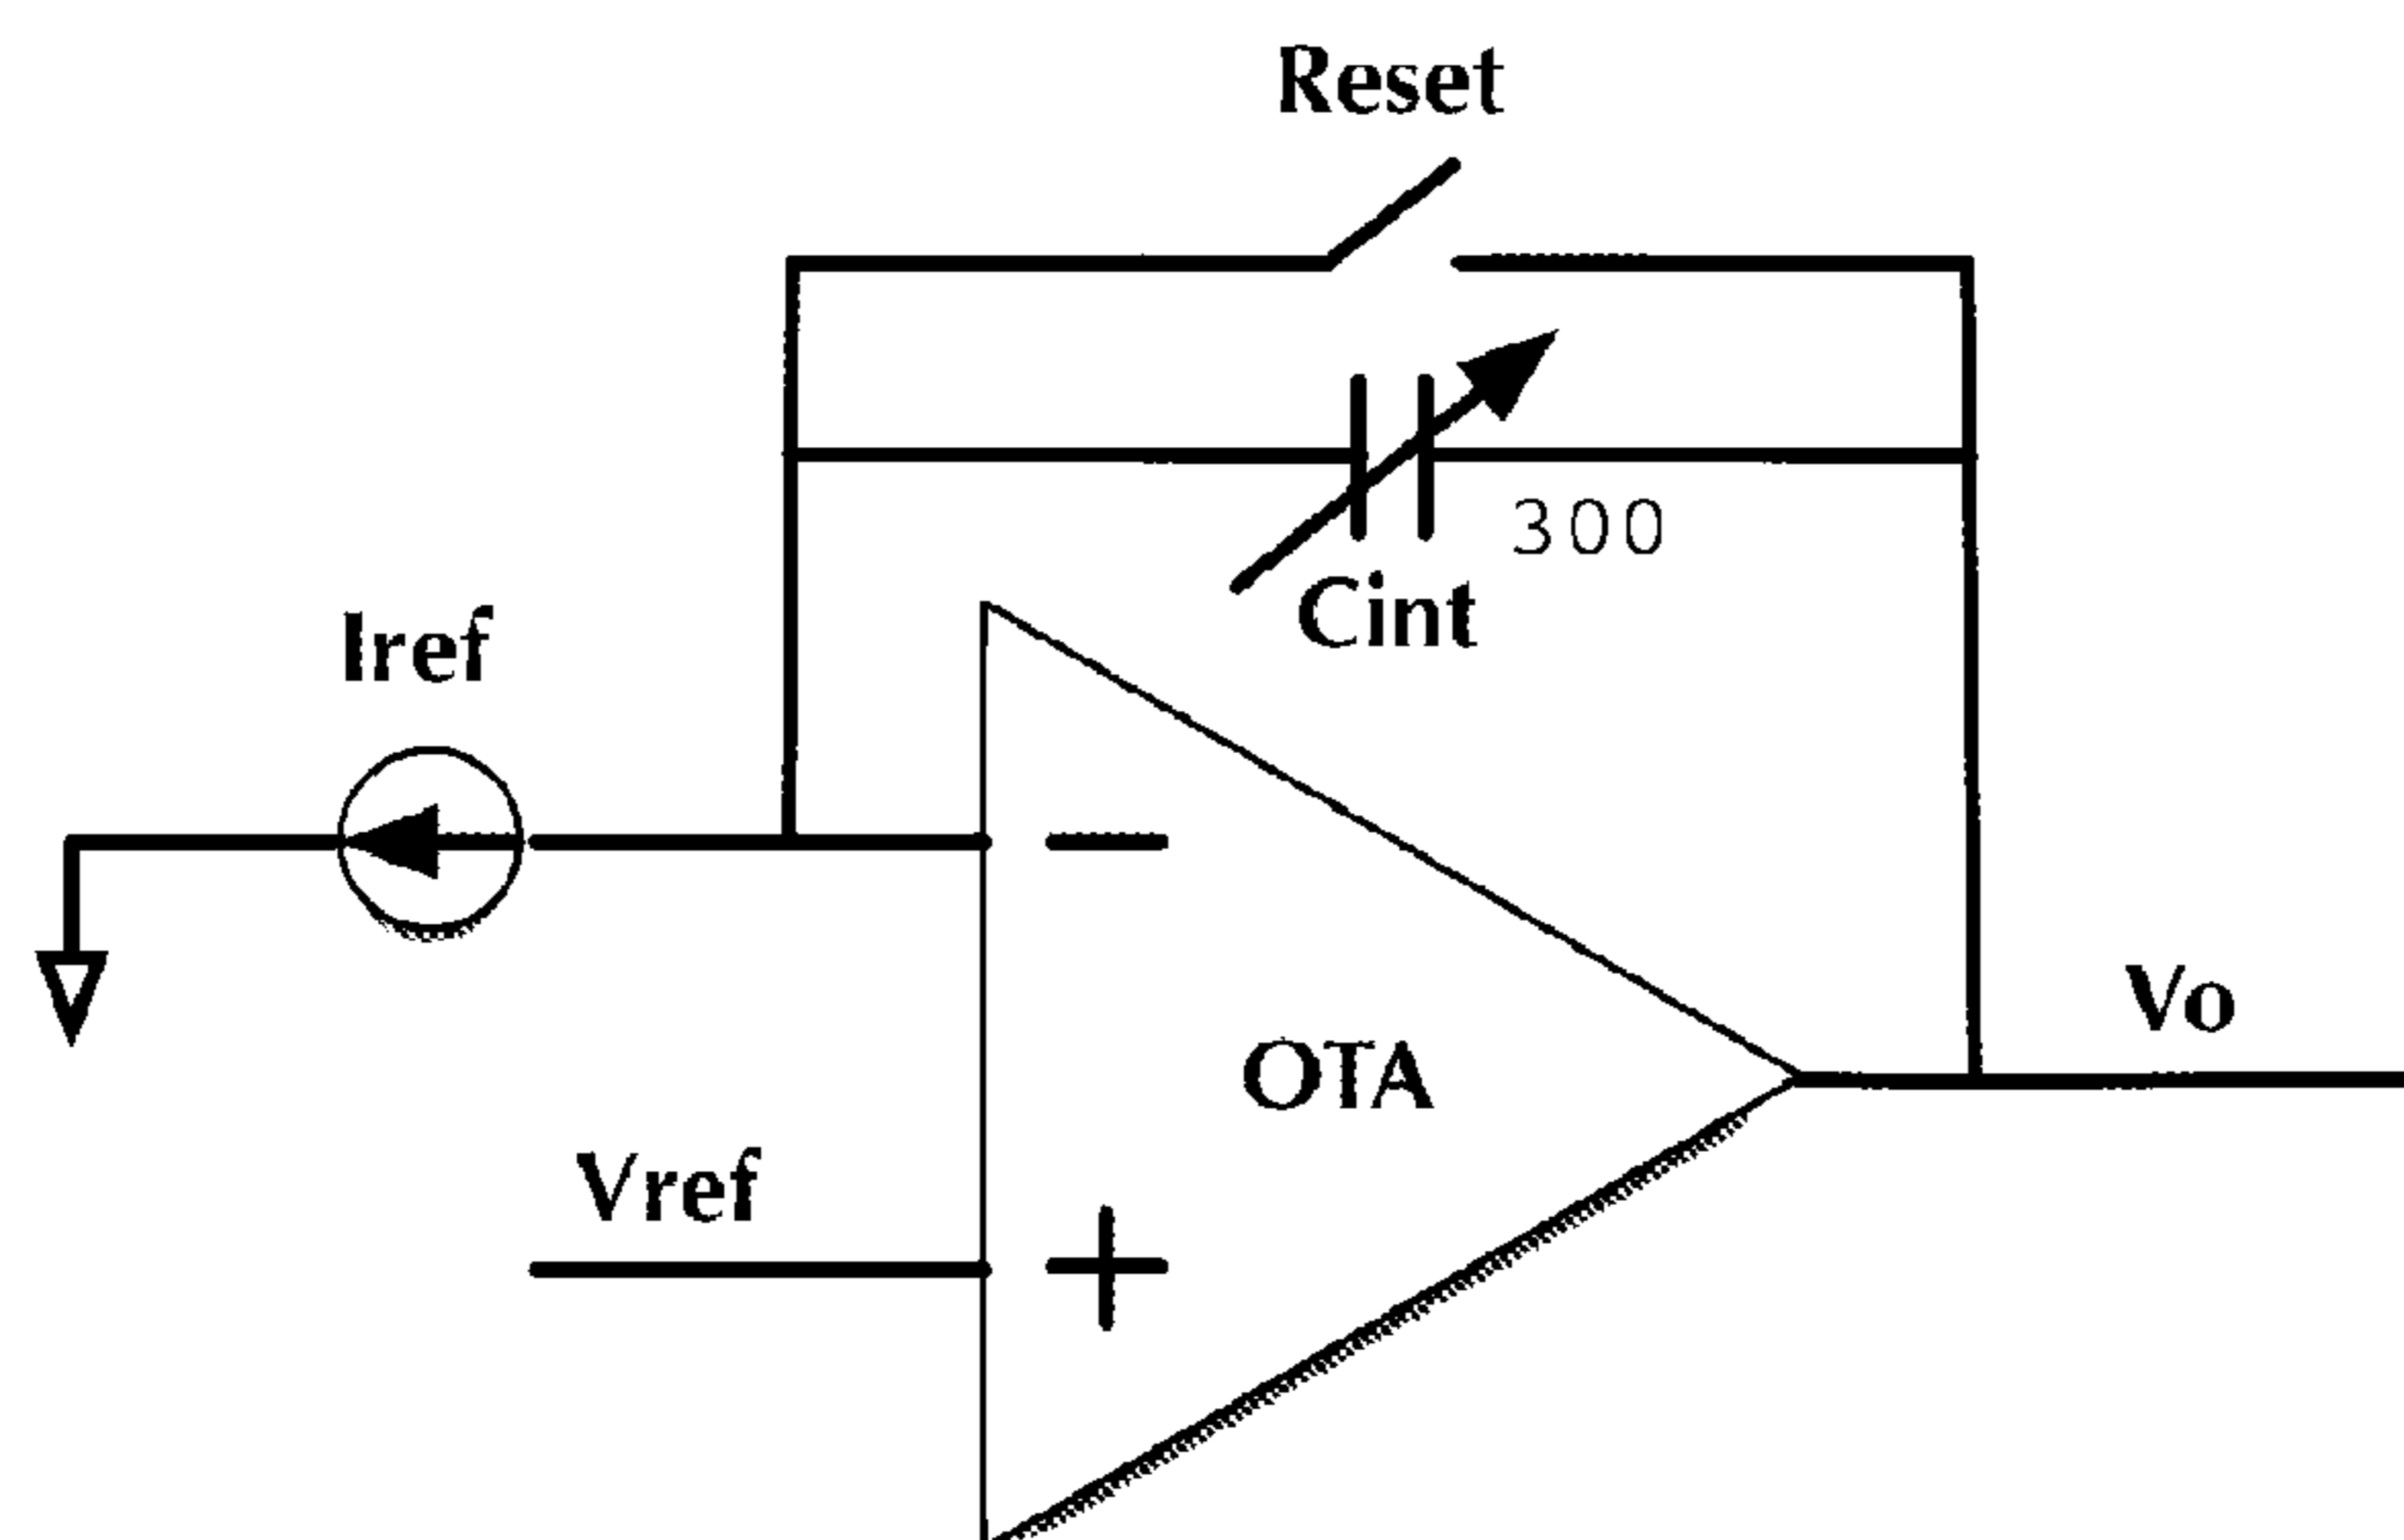 Reset
300
Cint
Iref
−
OTA
Vo
Vref
+